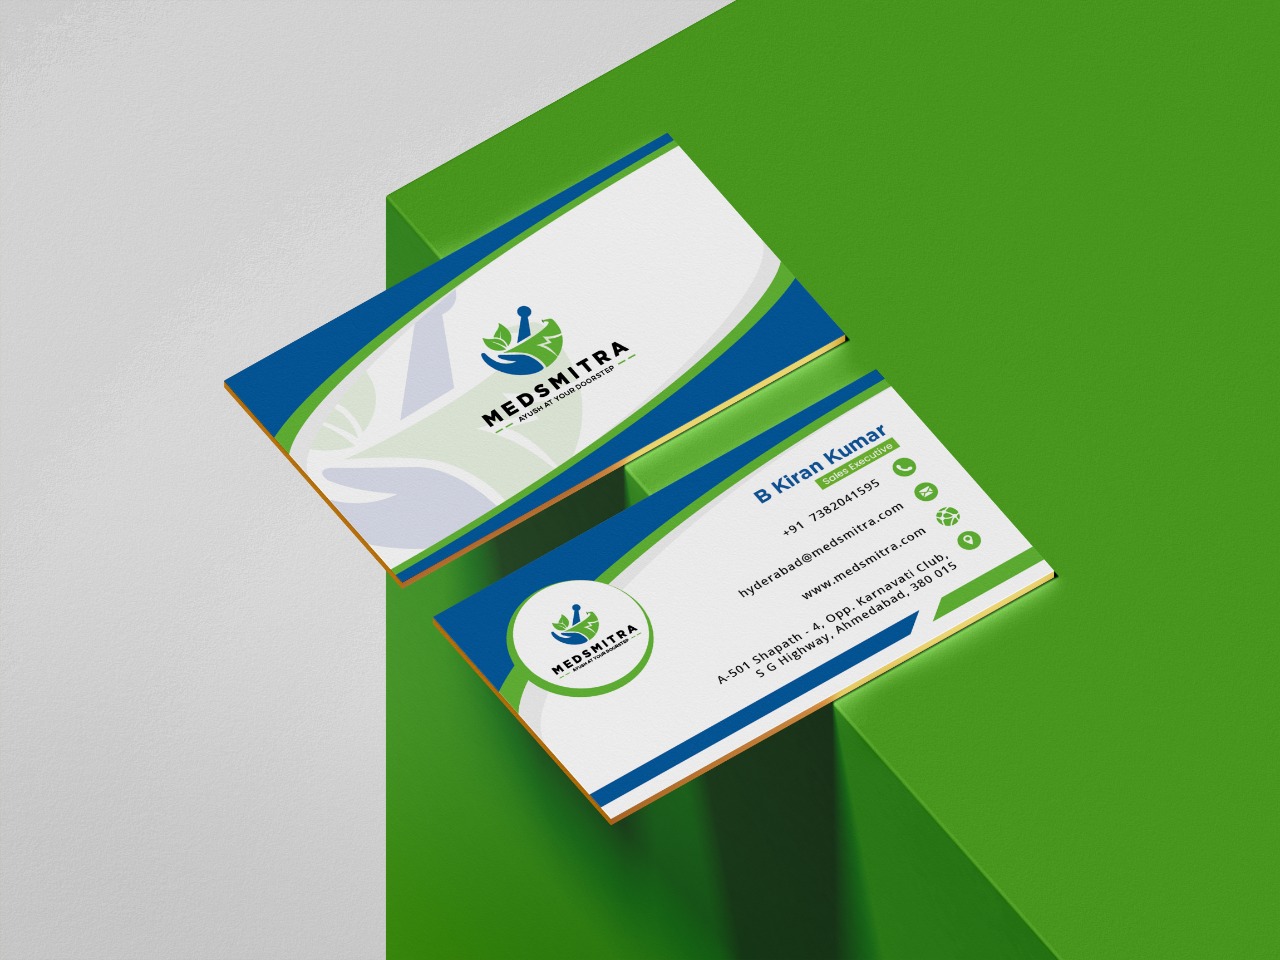 MEDSMITRA
AYUSH AT YOUR DOORSTEP
B Kiran Kumar
Sales Executive
+91 7382041595
hyderabad@medsmitra.com
www.medsmitra.com
A-501 Shapath - 4, Opp. Karnavati Club,
S G Highway, Ahmedabad, 380 015
MEDSMITRA
AYUSH AT YOUR DOORSTEP